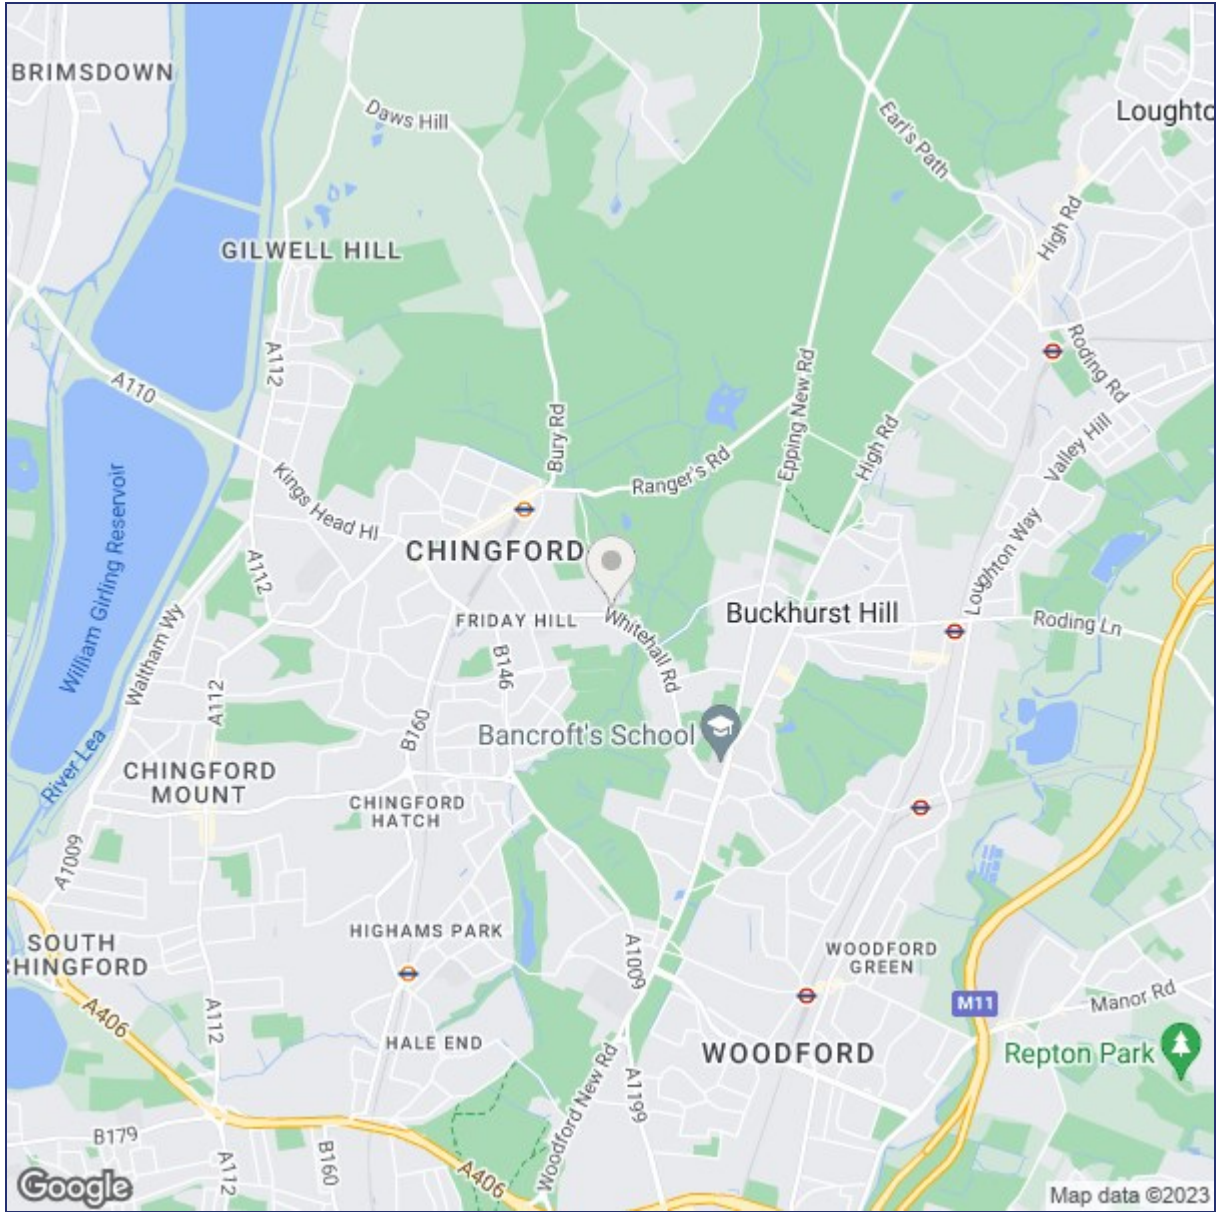 BRIMSDOWN
Daws Hill
Earl's Path
Loughto
High Rd
GILWELL HILL
A112
A110
Roding Rd
Epping New Rd
High Rd
Valley Hill
Bury Rd
Ranger's Rd
Kings Head Hl
William Girling Reservoir
CHINGFORD
Loughton Way
A112
Waltham Wy
FRIDAY HILL
Whitehall Rd
Buckhurst Hill
Roding Ln
B146
A112
B160
Bancroft's School
River Lea
CHINGFORD
MOUNT
CHINGFORD
HATCH
A1009
HIGHAMS PARK
SOUTH
CHINGFORD
A1009
WOODFORD
GREEN
M11
Manor Rd
A406
A112
HALE END
WOODFORD
Repton Park
Woodford New Rd
A1199
B179
B160
A112
A406
Google
Map data ©2023